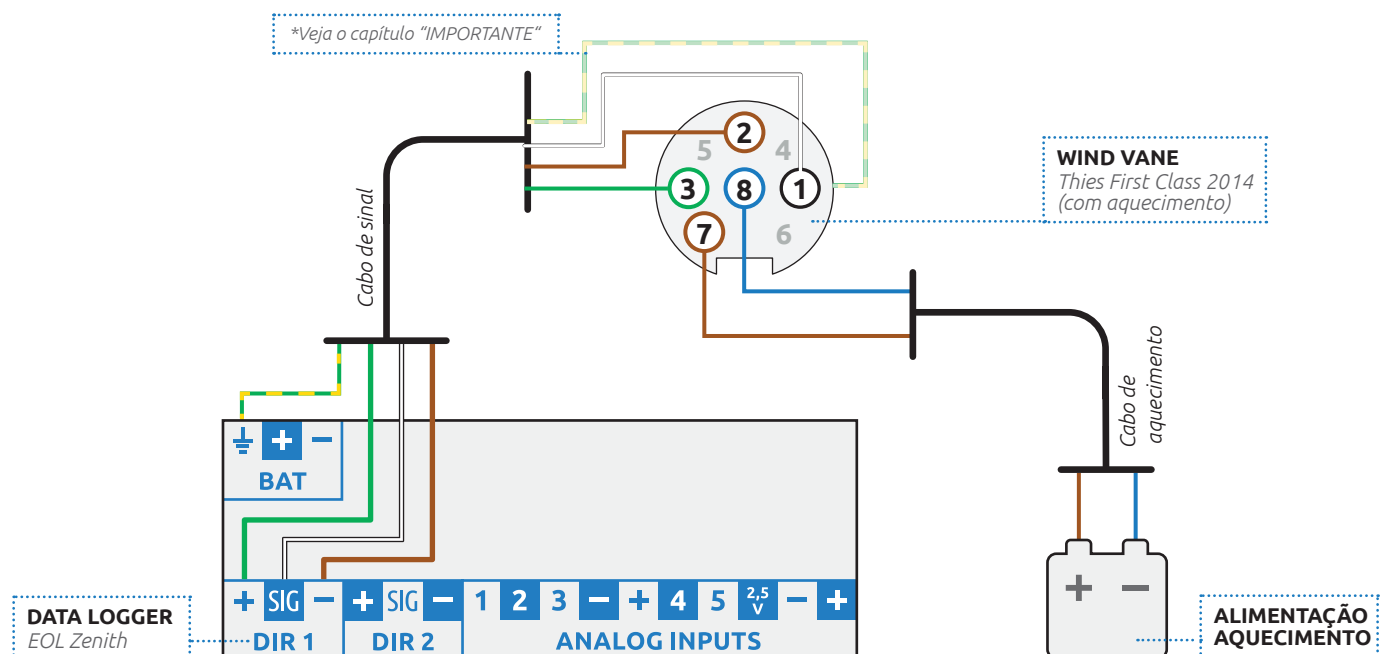 *Veja o capítulo “IMPORTANTE“
WIND VANE
Thies First Class 2014
(com aquecimento)
2
5
4
3
8
1
7
6
Cabo de sinal
Cabo de
aquecimento
+ −
BAT
+ SIG − + SIG − 1 2 3 − + 4 5 2,5 V − +
DIR 1 DIR 2 ANALOG INPUTS
DATA LOGGER
EOL Zenith
+ −
ALIMENTAÇÃO
AQUECIMENTO